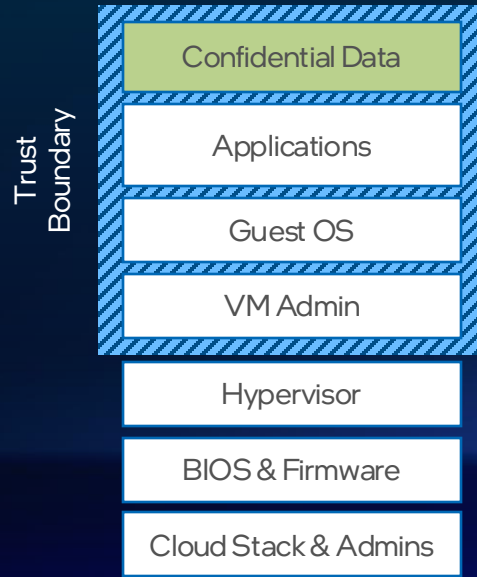 Trust
Boundary
Confidential Data
Applications
Guest OS
VM Admin
Hypervisor
BIOS & Firmware
Cloud Stack & Admins